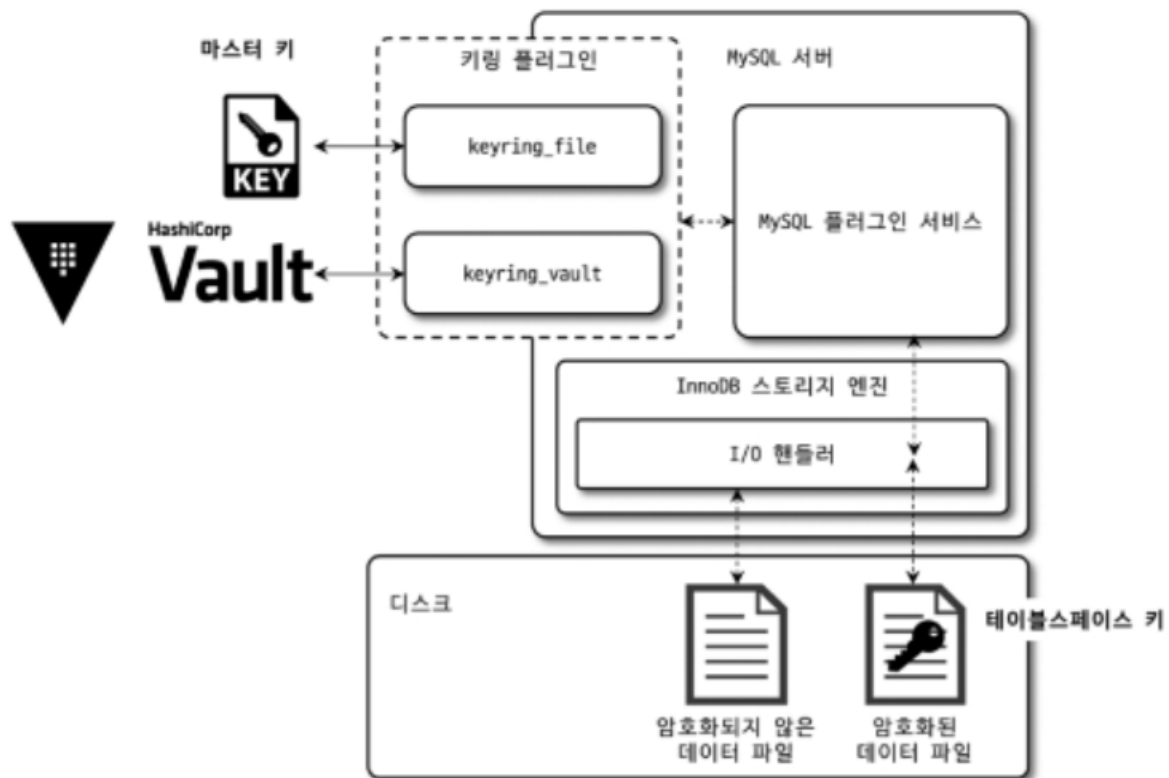 마스터 키
키링 플러그인
MySQL 서버
keyring_file
KEY
HashiCorp
Vault
keyring_vault
MySQL 플러그인 서비스
InnoDB 스토리지 엔진
I/O 핸들러
디스크
테이블스페이스 키
암호화되지 않은
데이터 파일
암호화된
데이터 파일